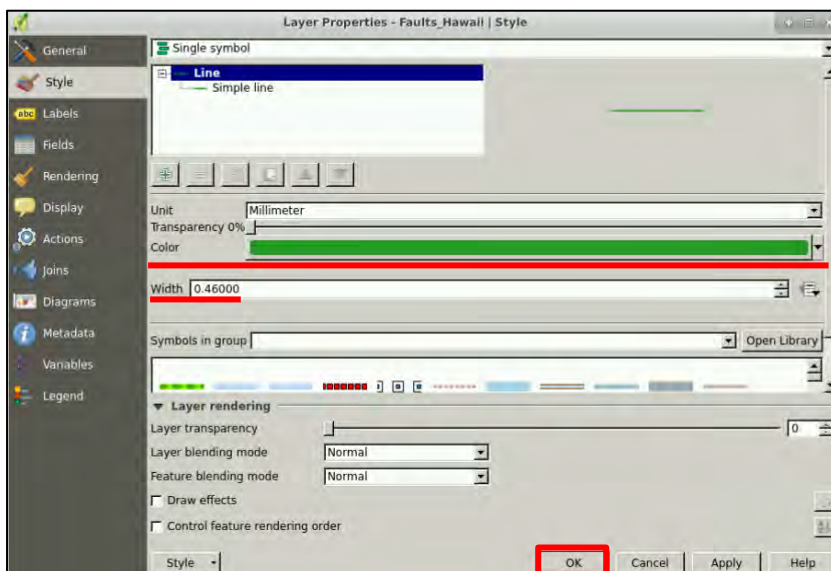 Layer Properties - Faults_Hawaii | Style
General
Style
abc Labels
Fields
Rendering
Display
Actions
Joins
Diagrams
Metadata
Variables
Legend
Single symbol
Line
Simple line
Unit Millimeter
Transparency 0%
Color
Width 0.46000
Symbols in group Open Library
Layer rendering
Layer transparency 0
Layer blending mode Normal
Feature blending mode Normal
Draw effects
Control feature rendering order
Style OK Cancel Apply Help